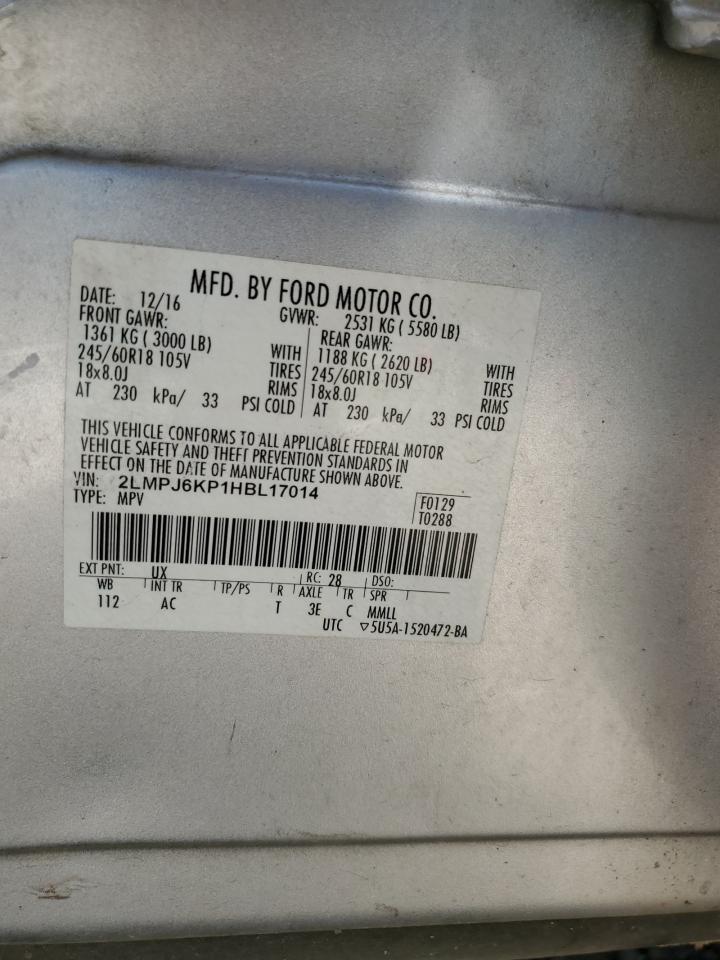 MFD. BY FORD MOTOR CO.
DATE: 12/16 GVWR: 2531 KG ( 5580 LB)
FRONT GAWR: REAR GAWR:
1361 KG ( 3000 LB) WITH 1188 KG ( 2620 LB) WITH
245/60R18 105V TIRES 245/60R18 105V TIRES
18x8.0J RIMS 18x8.0J RIMS
AT 230 kPa/ 33 PSI COLD AT 230 kPa/ 33 PSI COLD
THIS VEHICLE CONFORMS TO ALL APPLICABLE FEDERAL MOTOR
VEHICLE SAFETY AND THEFT PREVENTION STANDARDS IN
EFFECT ON THE DATE OF MANUFACTURE SHOWN ABOVE.
VIN: 2LMPJ6KP1HBL17014
TYPE: MPV F0129
T0288
EXT PNT: UX RC: 28 DSO:
WB INT TR TP/PS R AXLE TR SPR
112 AC T 3E C MMLL
UTC ▽5U5A-1520472-BA